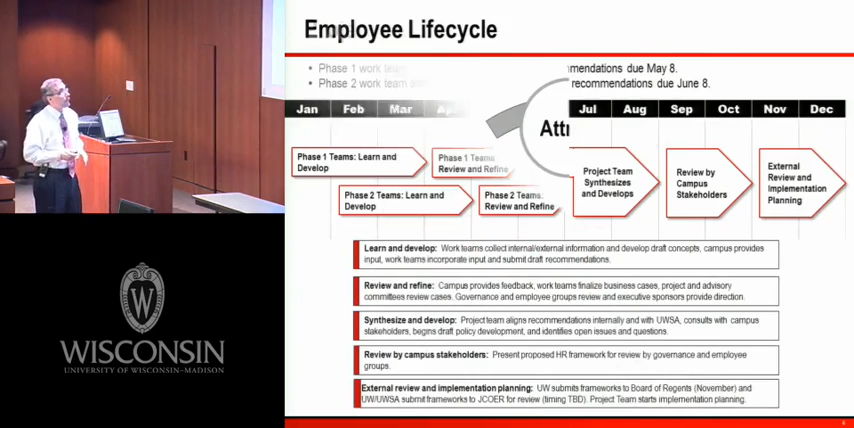 Employee Lifecycle
• Phase 1 work mmendations due May 8.
• Phase 2 work team recommendations due June 8.
Jan Feb Mar Jul Aug Sep Oct Nov Dec
Att
Phase 1 Teams: Learn and
Develop
Phase 1 Teams
Review and Refine
Phase 2 Teams: Learn and
Develop
Phase 2 Teams:
Review and Refine
Project Team
Synthesizes
and Develops
Review by
Campus
Stakeholders
External
Review and
Implementation
Planning
Learn and develop: Work teams collect internal/external information and develop draft concepts, campus provides
input, work teams incorporate input and submit draft recommendations.
Review and refine: Campus provides feedback, work teams finalize business cases, project and advisory
committees review cases. Governance and employee groups review and executive sponsors provide direction.
Synthesize and develop: Project team aligns recommendations internally and with UWSA, consults with campus
stakeholders, begins draft policy development, and identifies open issues and questions.
Review by campus stakeholders: Present proposed HR framework for review by governance and employee
groups.
External review and implementation planning: UW submits frameworks to Board of Regents (November) and
UW/UWSA submit frameworks to JCOER for review (timing TBD). Project Team starts implementation planning.
W
WISCONSIN
UNIVERSITY OF WISCONSIN–MADISON
4